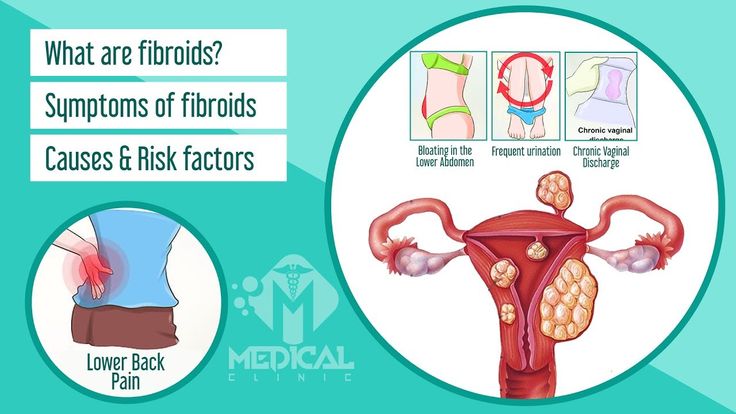 What are fibroids?
Symptoms of fibroids
Causes & Risk factors
Chronic vaginal
discharge
Bloating in the
Lower Abdomen
Frequent urination
Chronic Vaginal
Discharge
Lower Back
Pain
M
MEDICAL
CLINIC